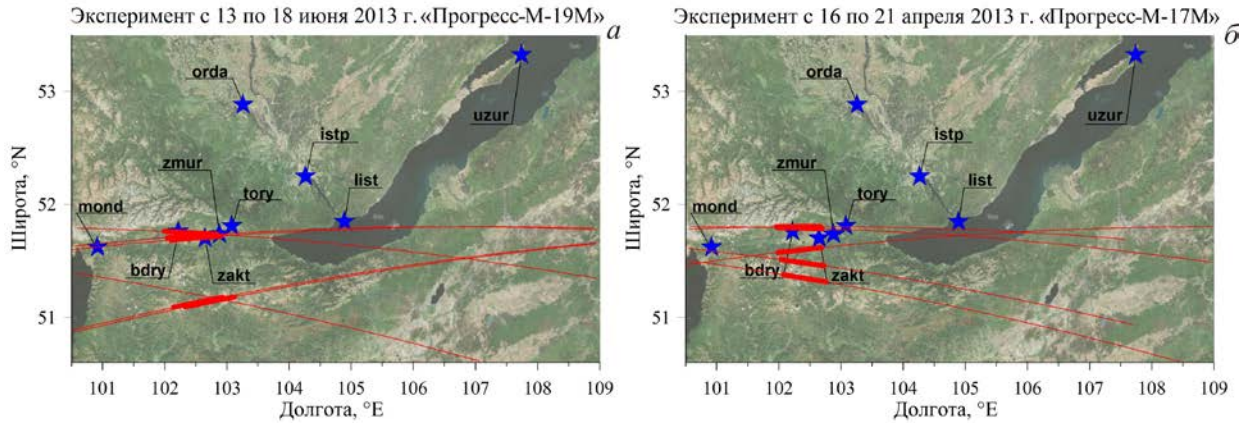 Эксперимент с 13 по 18 июня 2013 г. «Прогресс-М-19М»
а
53
52
51
Широта, °N
orda
uzur
istp
zmur
tory
list
mond
bdry
zakt
101 102 103 104 105 106 107 108 109
Долгота, °E
Эксперимент с 16 по 21 апреля 2013 г. «Прогресс-М-17М»
б
53
52
51
Широта, °N
orda
uzur
istp
zmur
tory
list
mond
bdry
zakt
101 102 103 104 105 106 107 108 109
Долгота, °E